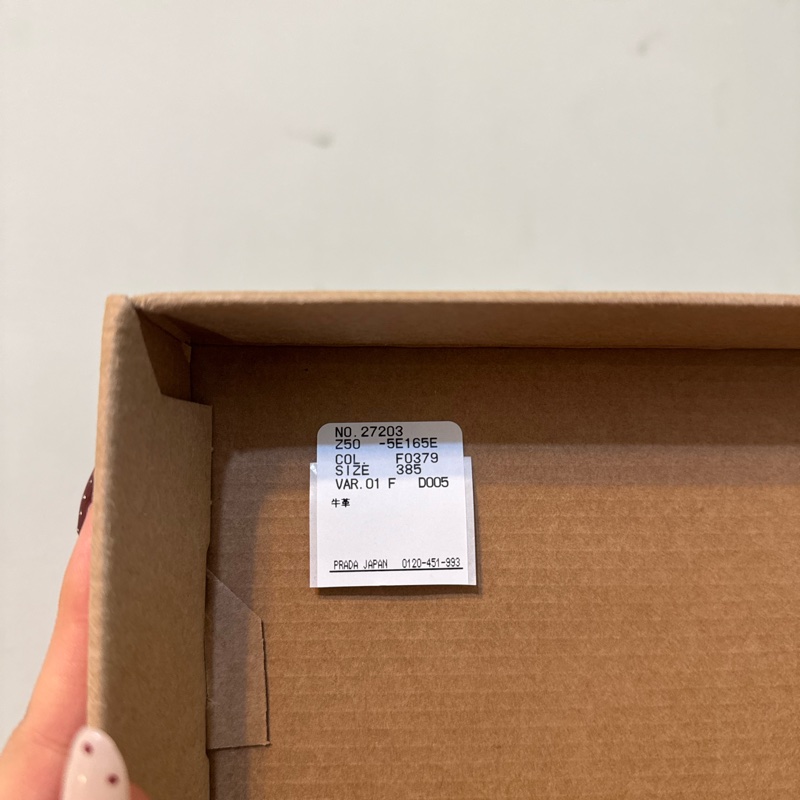 NO.27203
Z50 -5E165E
COL. F0379
SIZE 385
VAR.01 F D005
牛革
PRADA JAPAN 0120-451-993